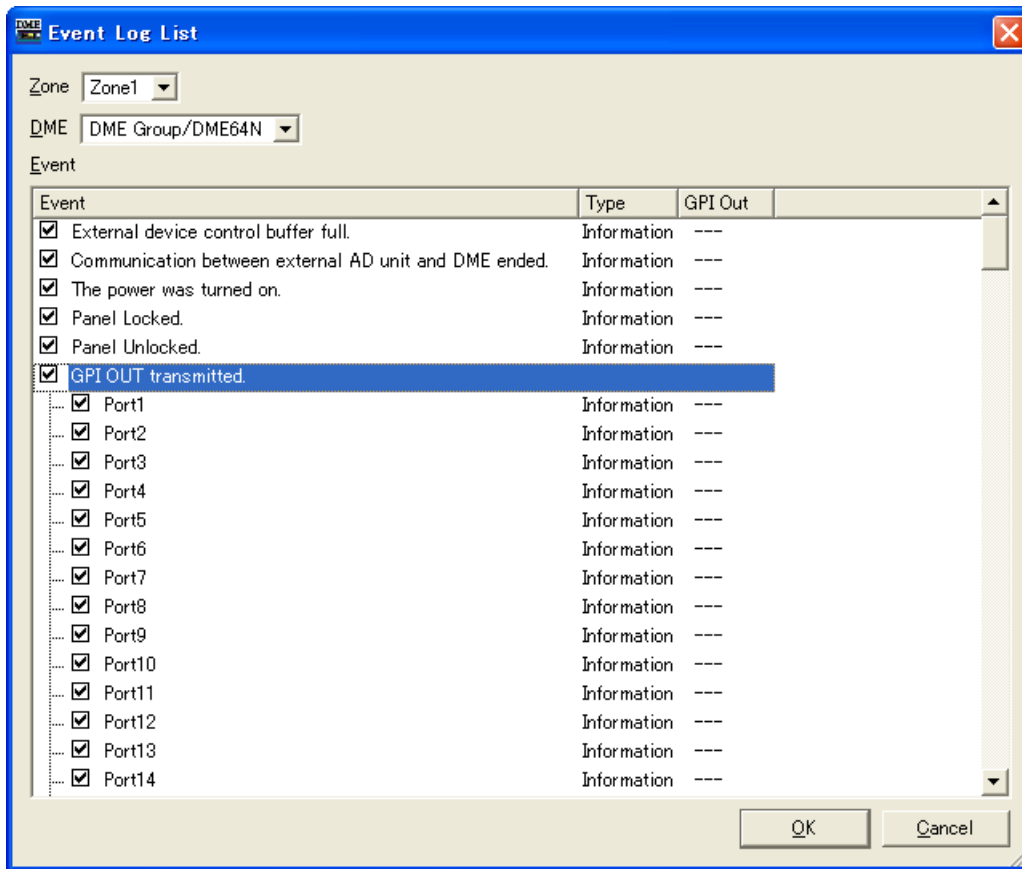 DME
Event Log List
Zone Zone1
DME DME Group/DME64N
Event
Event Type GPI Out
External device control buffer full. Information ---
Communication between external AD unit and DME ended. Information ---
The power was turned on. Information ---
Panel Locked. Information ---
Panel Unlocked. Information ---
GPI OUT transmitted.
Port1 Information ---
Port2 Information ---
Port3 Information ---
Port4 Information ---
Port5 Information ---
Port6 Information ---
Port7 Information ---
Port8 Information ---
Port9 Information ---
Port10 Information ---
Port11 Information ---
Port12 Information ---
Port13 Information ---
Port14 Information ---
OK Cancel